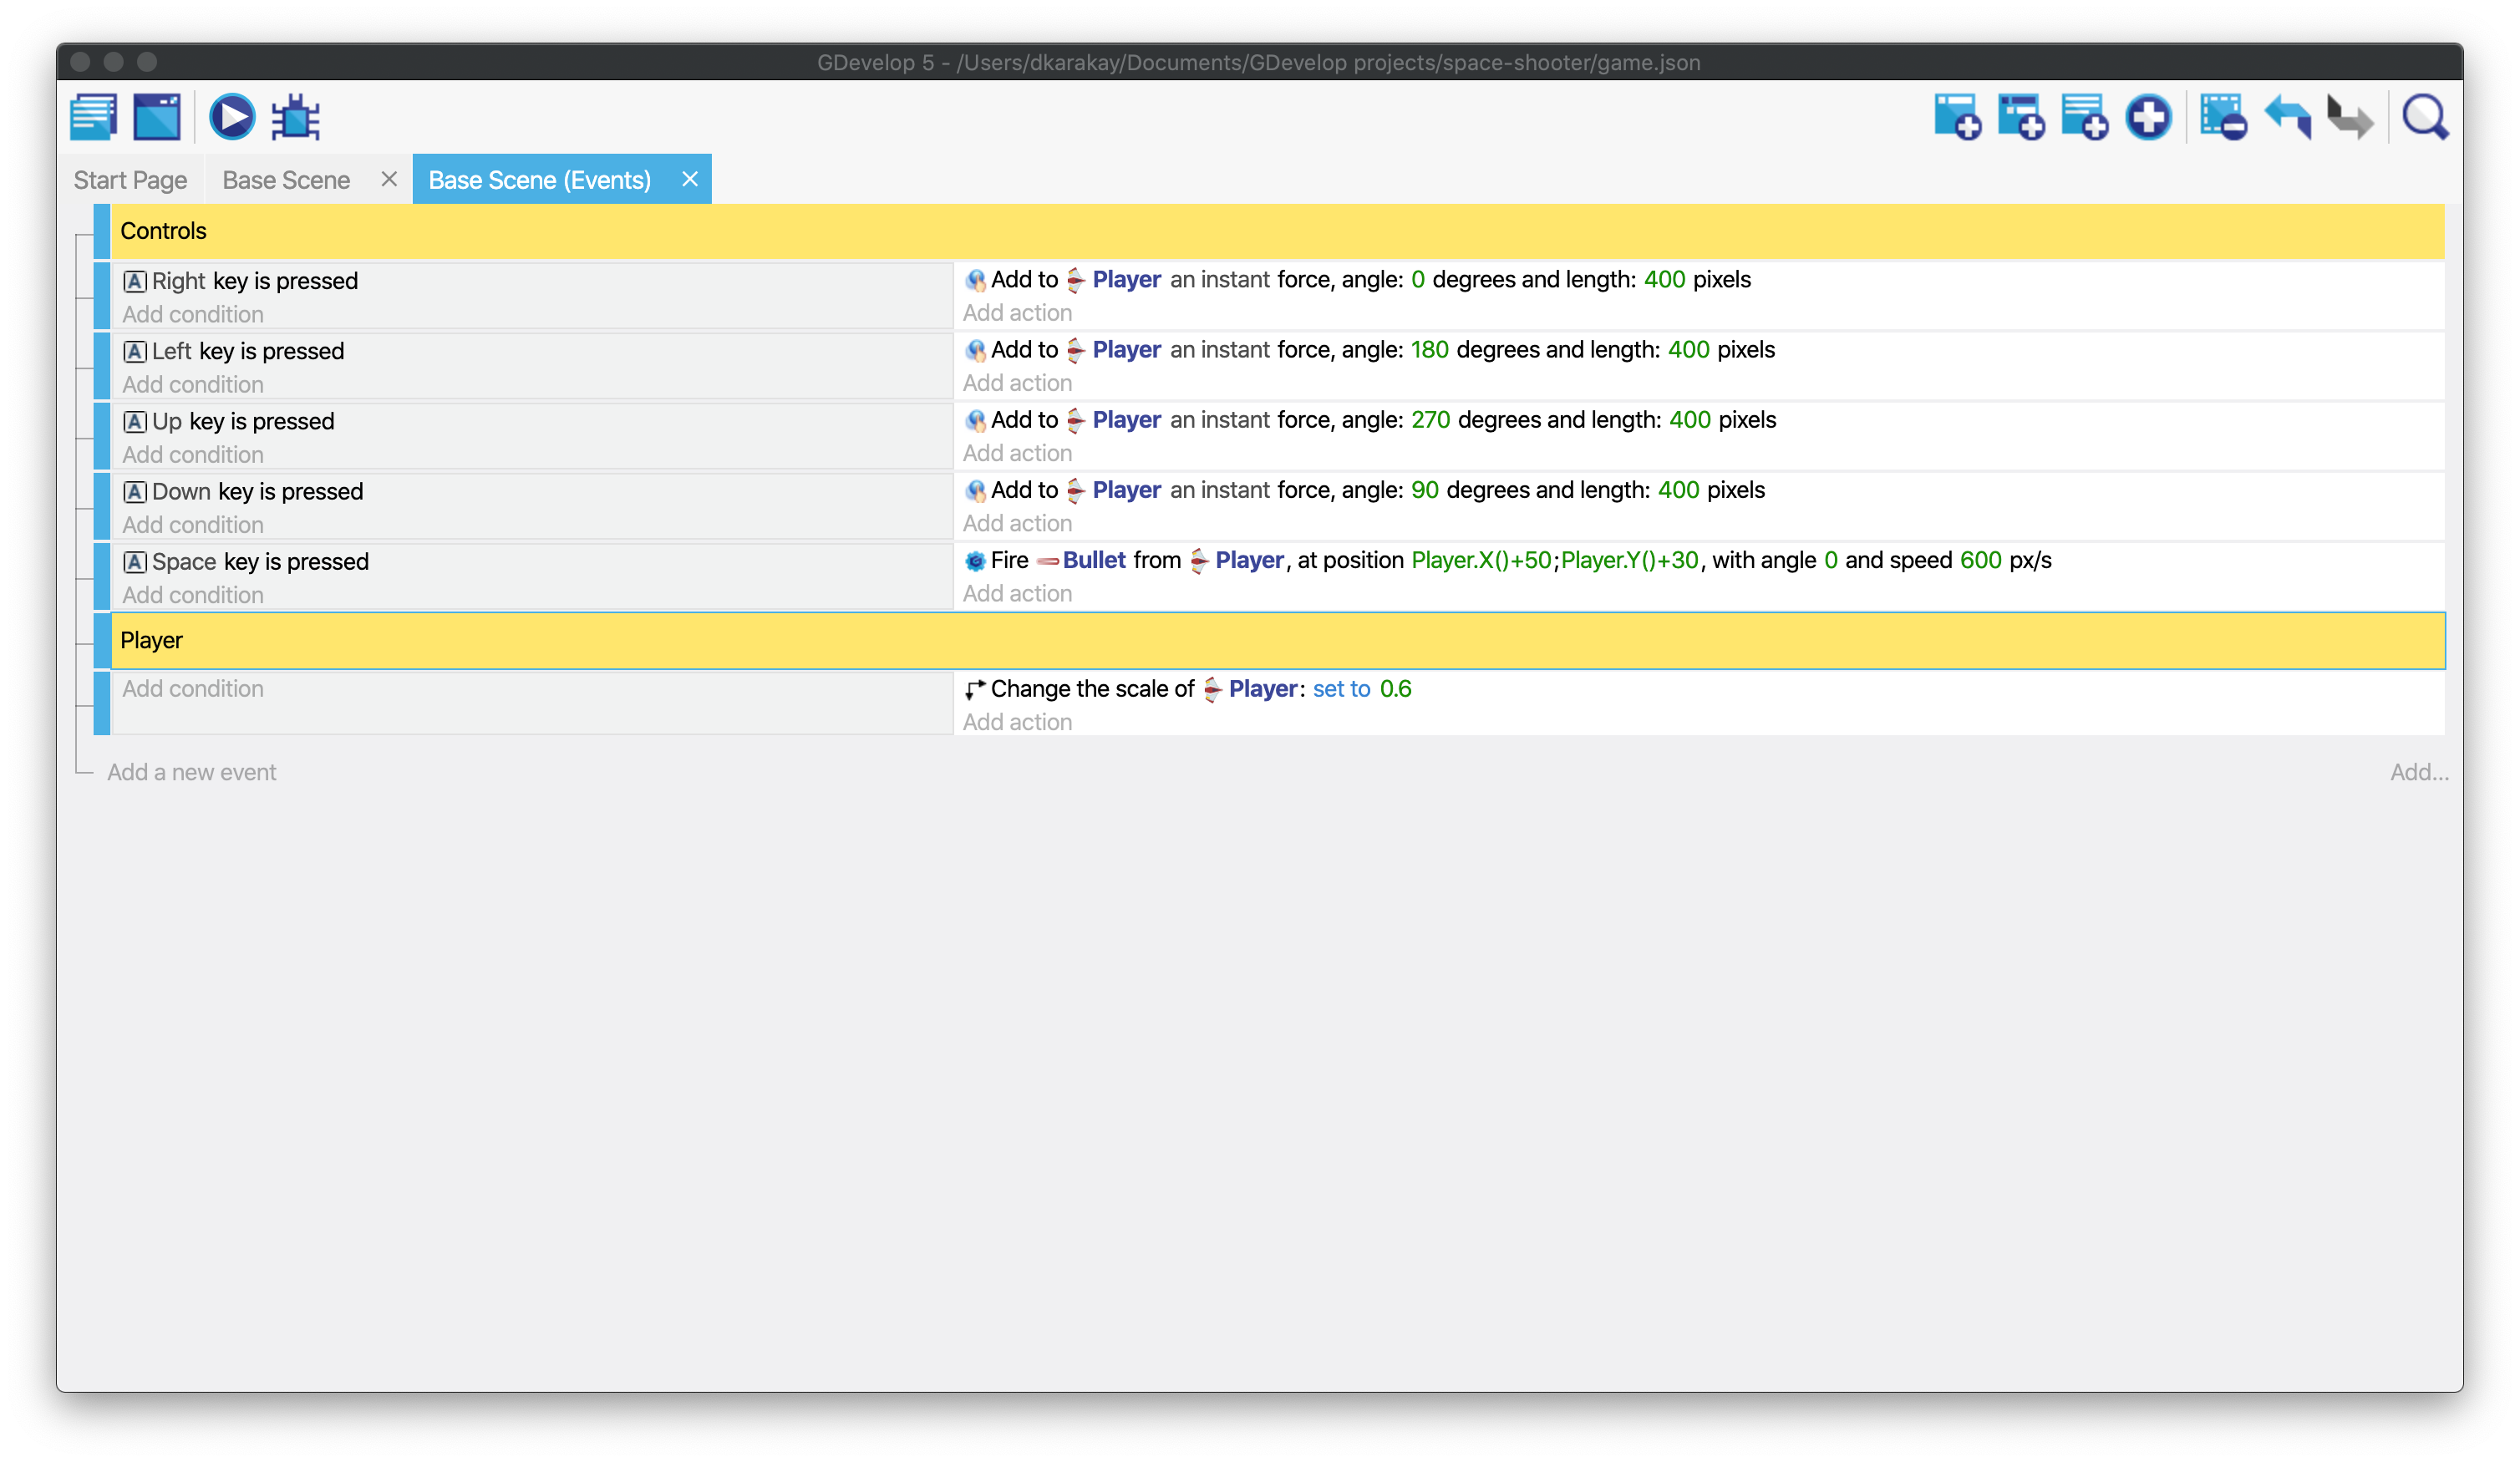 GDevelop 5 - /Users/dkarakay/Documents/GDevelop projects/space-shooter/game.json
Start Page Base Scene Base Scene (Events)
Controls
Right key is pressed Add to Player an instant force, angle: 0 degrees and length: 400 pixels
Add condition Add action
Left key is pressed Add to Player an instant force, angle: 180 degrees and length: 400 pixels
Add condition Add action
Up key is pressed Add to Player an instant force, angle: 270 degrees and length: 400 pixels
Add condition Add action
Down key is pressed Add to Player an instant force, angle: 90 degrees and length: 400 pixels
Add condition Add action
Space key is pressed Fire Bullet from Player, at position Player.X()+50;Player.Y()+30, with angle 0 and speed 600 px/s
Add condition Add action
Player
Add condition Change the scale of Player: set to 0.6
Add action
Add a new event Add...